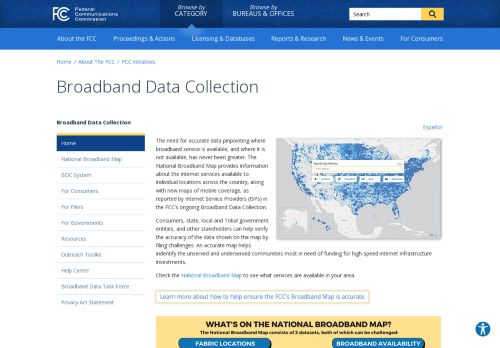 FCC
Federal
Communications
Commission
Browse by
CATEGORY
Browse by
BUREAUS & OFFICES
Search
About the FCC
Proceedings & Actions
Licensing & Databases
Reports & Research
News & Events
For Consumers
Home / About The FCC / FCC Initiatives
Broadband Data Collection
Broadband Data Collection
Home
National Broadband Map
BDC System
For Consumers
For Filers
For Governments
Resources
Outreach Toolkit
Help Center
Broadband Data Task Force
Privacy Act Statement
Español
The need for accurate data pinpointing where
broadband service is available, and where it is
not available, has never been greater. The
National Broadband Map provides information
about the internet services available to
individual locations across the country, along
with new maps of mobile coverage, as
reported by Internet Service Providers (ISPs) in
the FCC's ongoing Broadband Data Collection.
Consumers, state, local and Tribal government
entities, and other stakeholders can help verify
the accuracy of the data shown on the map by
filing challenges. An accurate map helps
identify the unserved and underserved communities most in need of funding for high-speed internet infrastructure
investments.
Check the National Broadband Map to see what services are available in your area.
Learn more about how to help ensure the FCC's Broadband Map is accurate.
WHAT'S ON THE NATIONAL BROADBAND MAP?
The National Broadband Map consists of 2 datasets, both of which can be challenged:
FABRIC LOCATIONS
BROADBAND AVAILABILITY